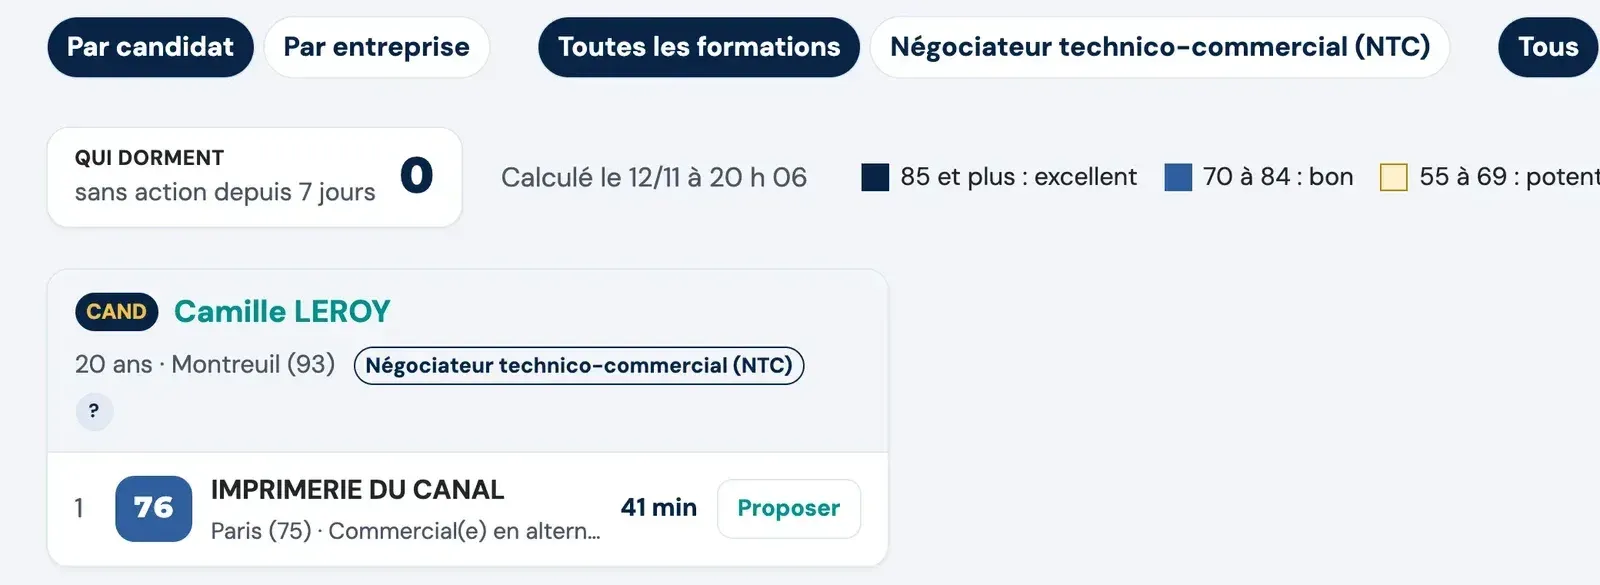 Par candidat Par entreprise Toutes les formations Négociateur technico-commercial (NTC) Tous
QUI DORMENT
sans action depuis 7 jours
0
Calculé le 12/11 à 20 h 06
85 et plus : excellent 70 à 84 : bon 55 à 69 : potent
CAND Camille LEROY
20 ans · Montreuil (93) Négociateur technico-commercial (NTC)
?
1 76 IMPRIMERIE DU CANAL
Paris (75) · Commercial(e) en altern...
41 min Proposer